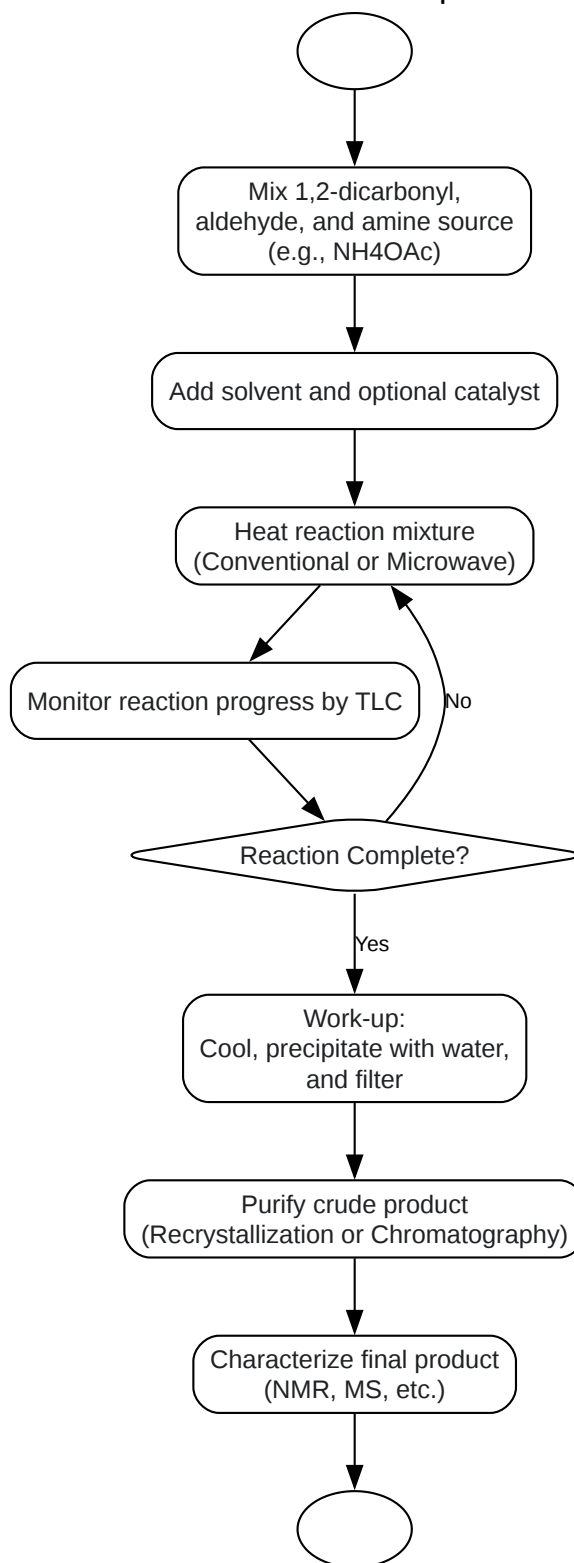 Mix 1,2-dicarbonyl,
aldehyde, and amine source
(e.g., NH4OAc)
Add solvent and optional catalyst
Heat reaction mixture
(Conventional or Microwave)
Monitor reaction progress by TLC
No
Reaction Complete?
Yes
Work-up:
Cool, precipitate with water,
and filter
Purify crude product
(Recrystallization or Chromatography)
Characterize final product
(NMR, MS, etc.)